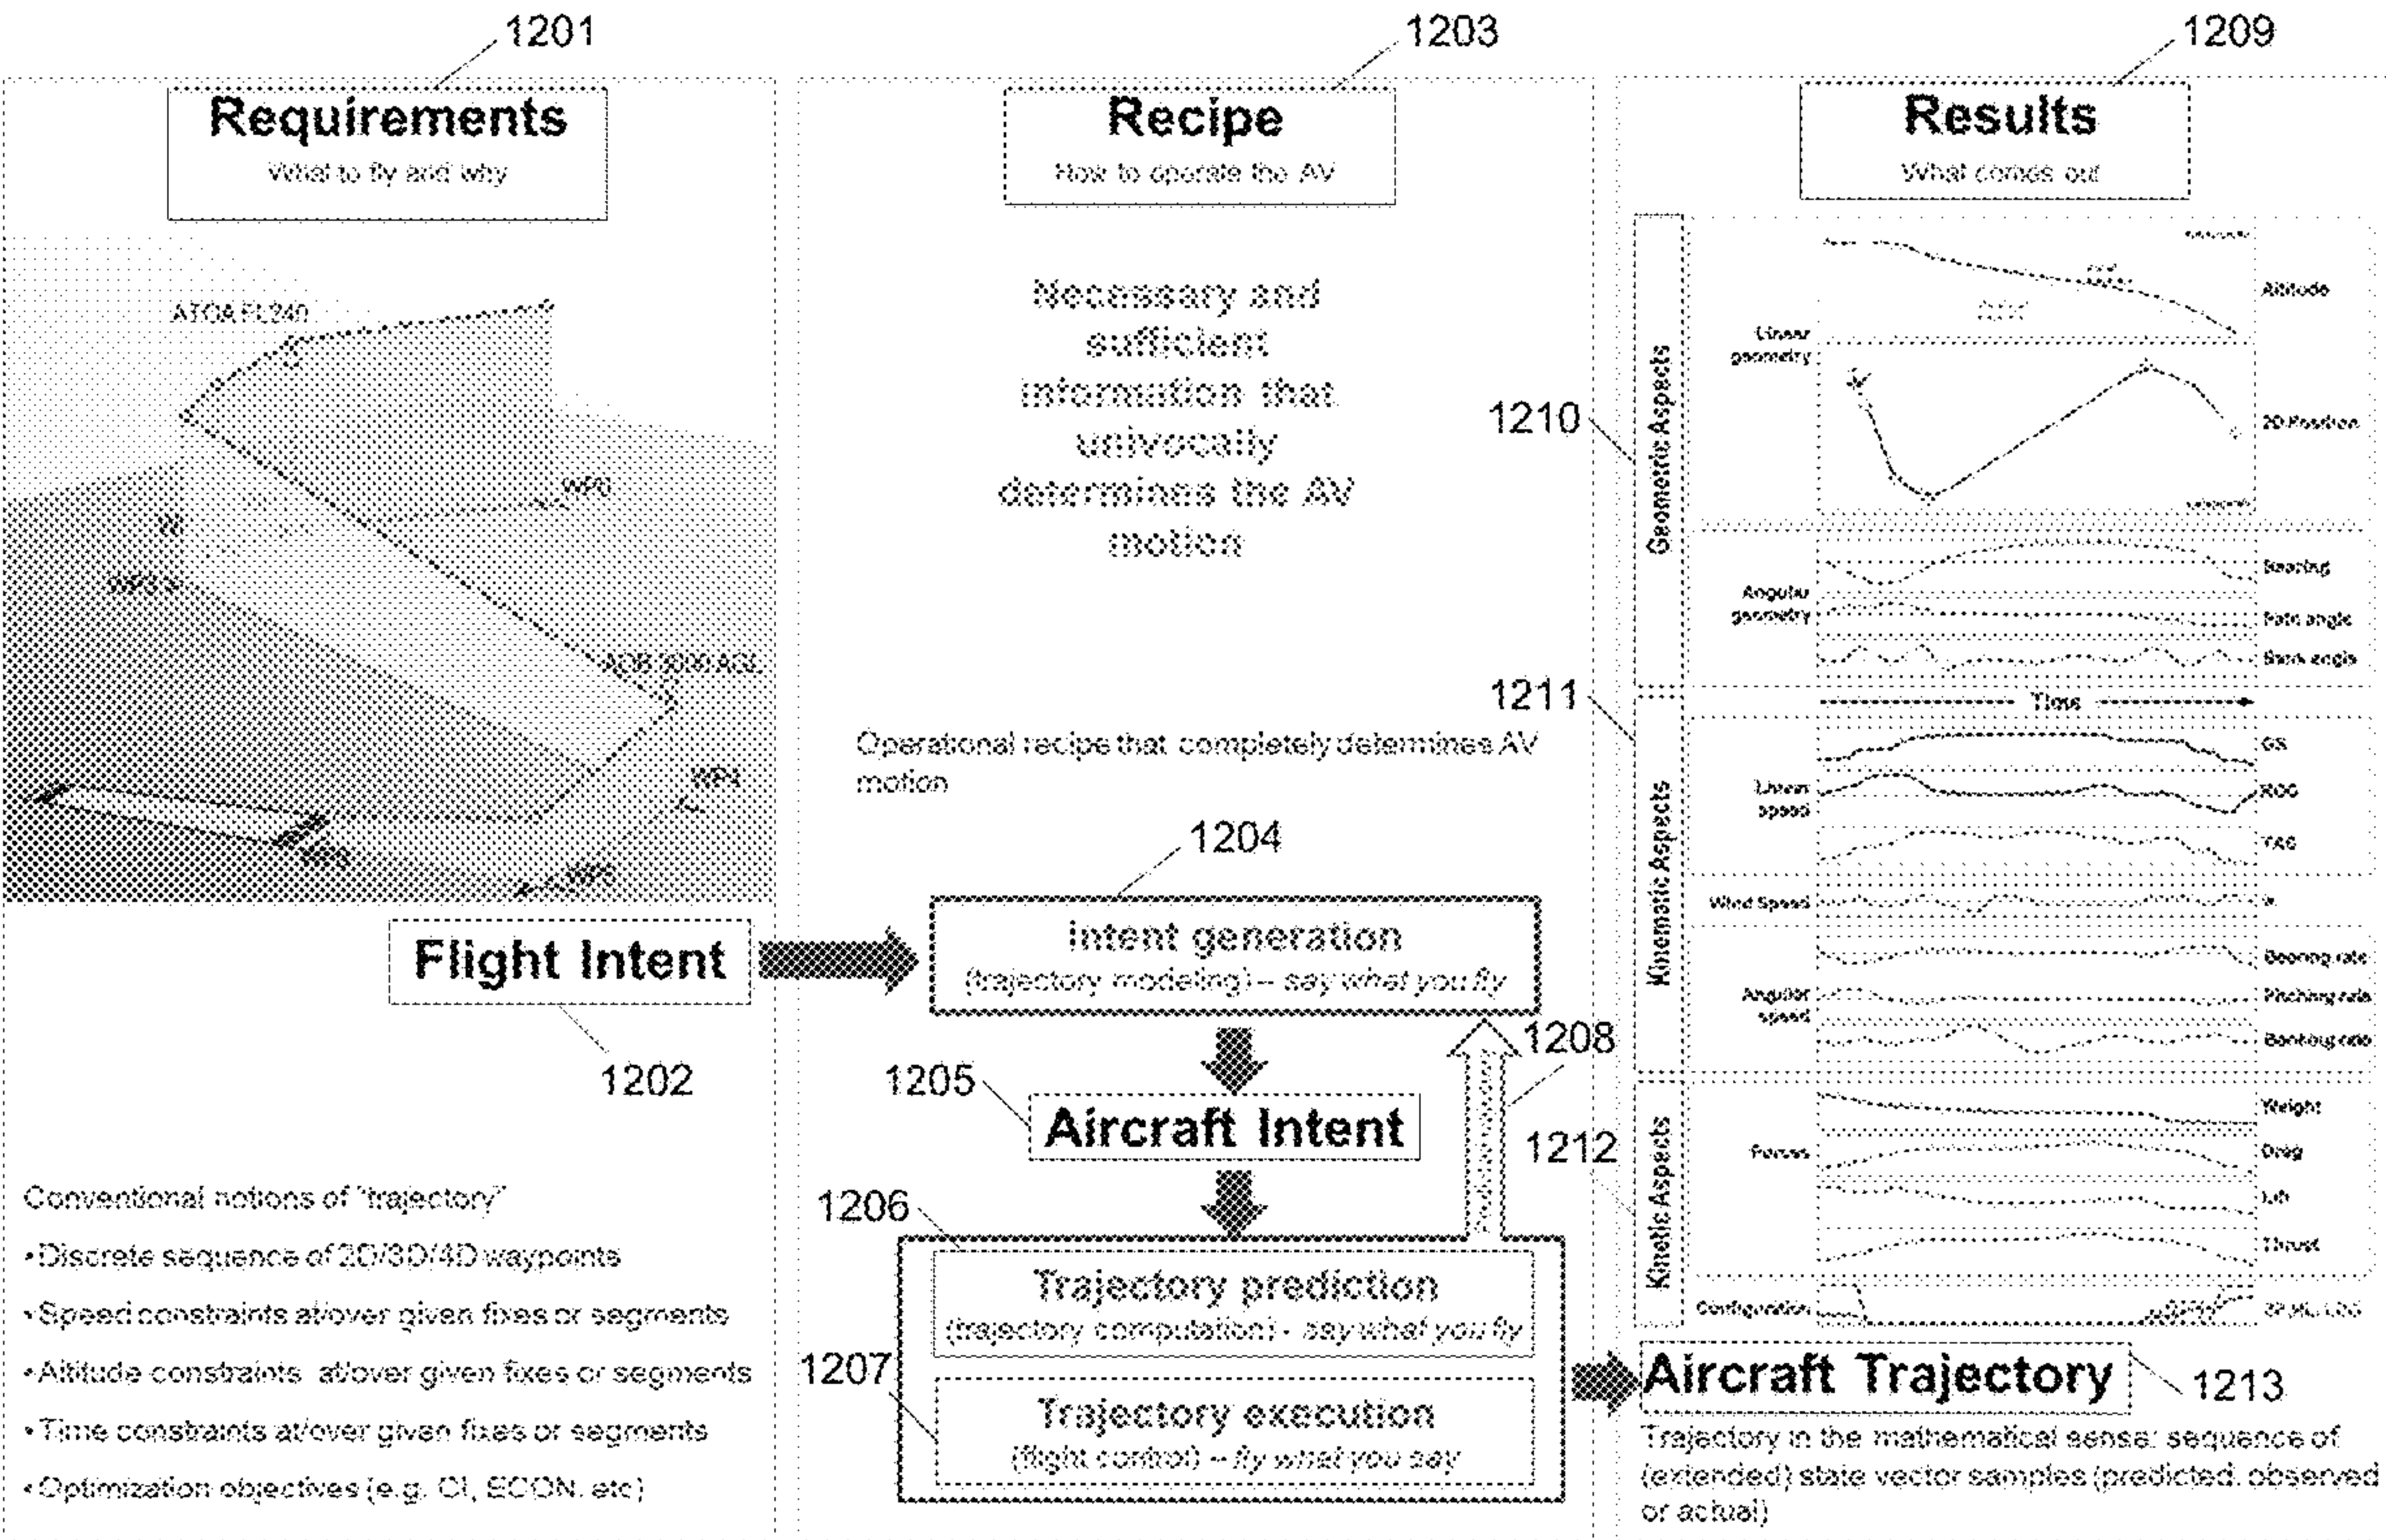 1201
Requirements
What to fly and why
ATOA FL240
WP4
Flight Intent
1202
Conventional notions of "trajectory"
•Discrete sequence of 2D/3D/4D waypoints
•Speed constraints at/over given fixes or segments
•Altitude constraints at/over given fixes or segments
•Time constraints at/over given fixes or segments
•Optimization objectives (e.g. CI, ECON. etc)
1203
Recipe
How to operate the AV
Necessary and
sufficient
information that
univocally
determines the AV
motion
Operational recipe that completely determines AV
motion
1204
Intent generation
(trajectory modeling) – say what you fly
1208
1205
Aircraft Intent
1206
Trajectory prediction
(trajectory computation) - say what you fly
1207
Trajectory execution
(flight control) – fly what you say
1209
Results
What comes out
1210
Geometric Aspects
Linear
geometry
Altitude
2D Position
Angular
geometry
Bearing
Path angle
Bank angle
Time
1211
Kinematic Aspects
Linear
speed
GS
ROC
TAS
Wind Speed
Angular
speed
Bearing rate
Pitching rate
Banking rate
1212
Kinetic Aspects
Forces
Weight
Drag
Lift
Thrust
Configuration
Aircraft Trajectory
1213
Trajectory in the mathematical sense: sequence of
(extended) state vector samples (predicted. observed
or actual)